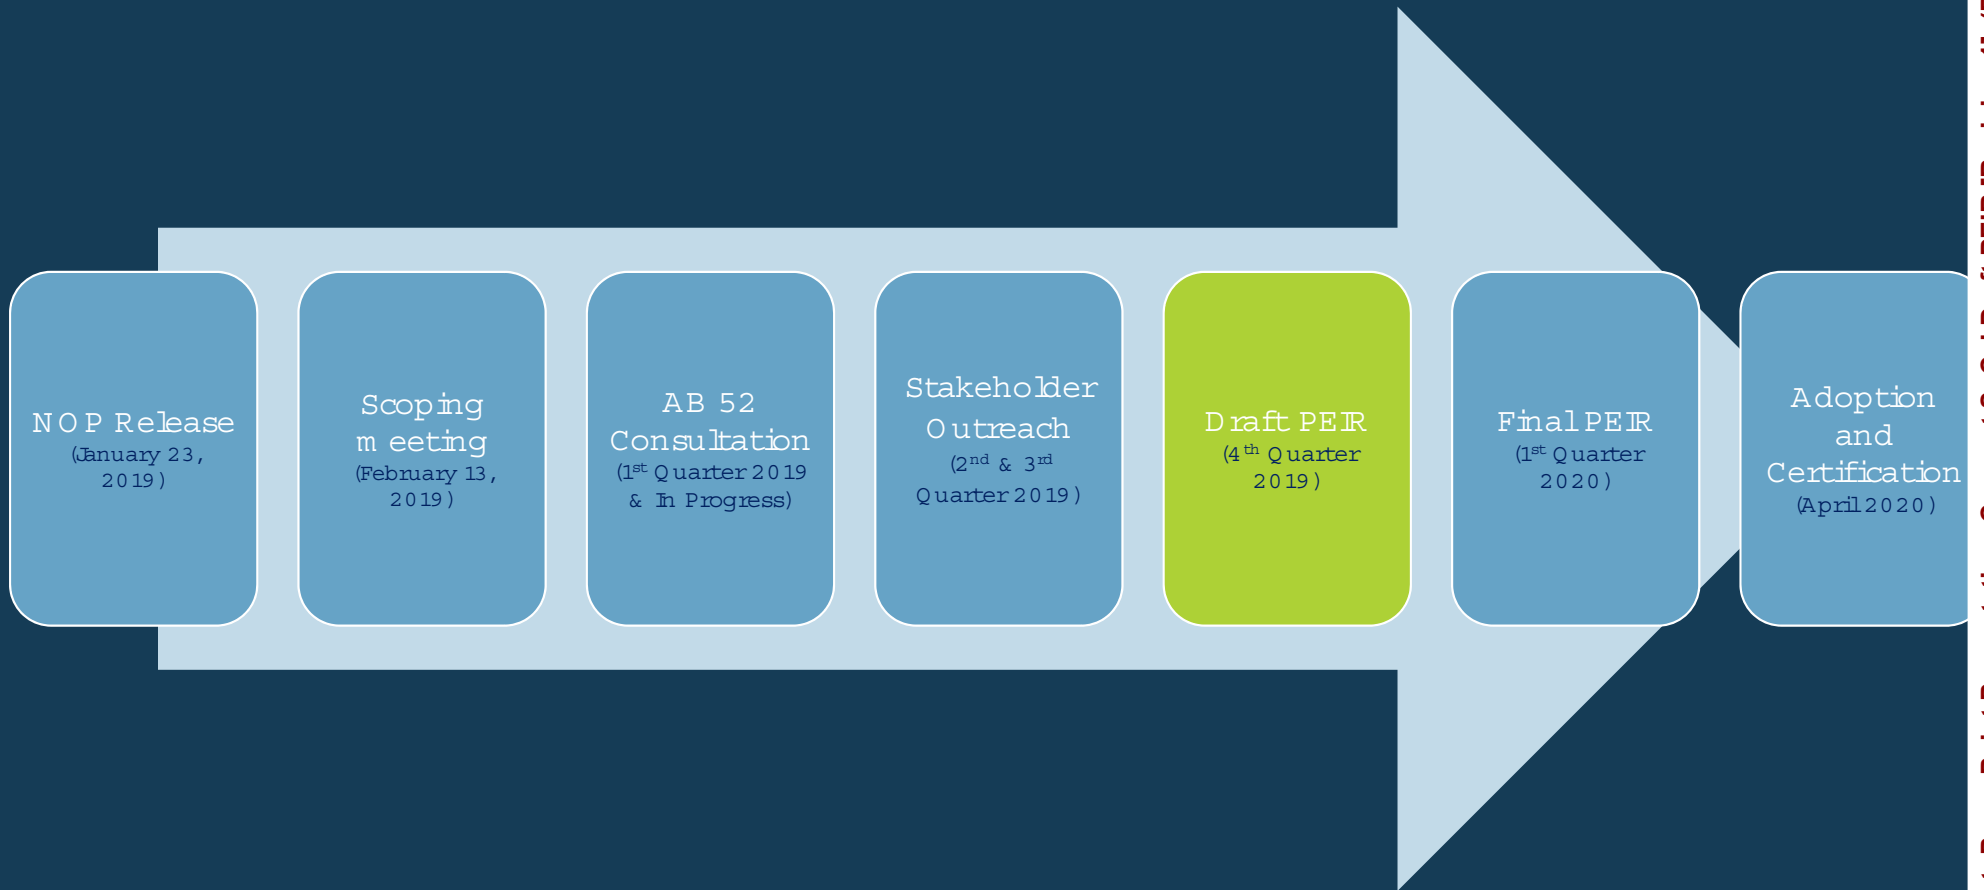 NOP Release
(January 23,
2019)
Scoping
meeting
(February 13,
2019)
AB 52
Consultation
(1st Quarter 2019
& In Progress)
Stakeholder
Outreach
(2nd & 3rd
Quarter 2019)
Draft PEIR
(4th Quarter
2019)
Final PEIR
(1st Quarter
2020)
Adoption
and
Certification
(April 2020)